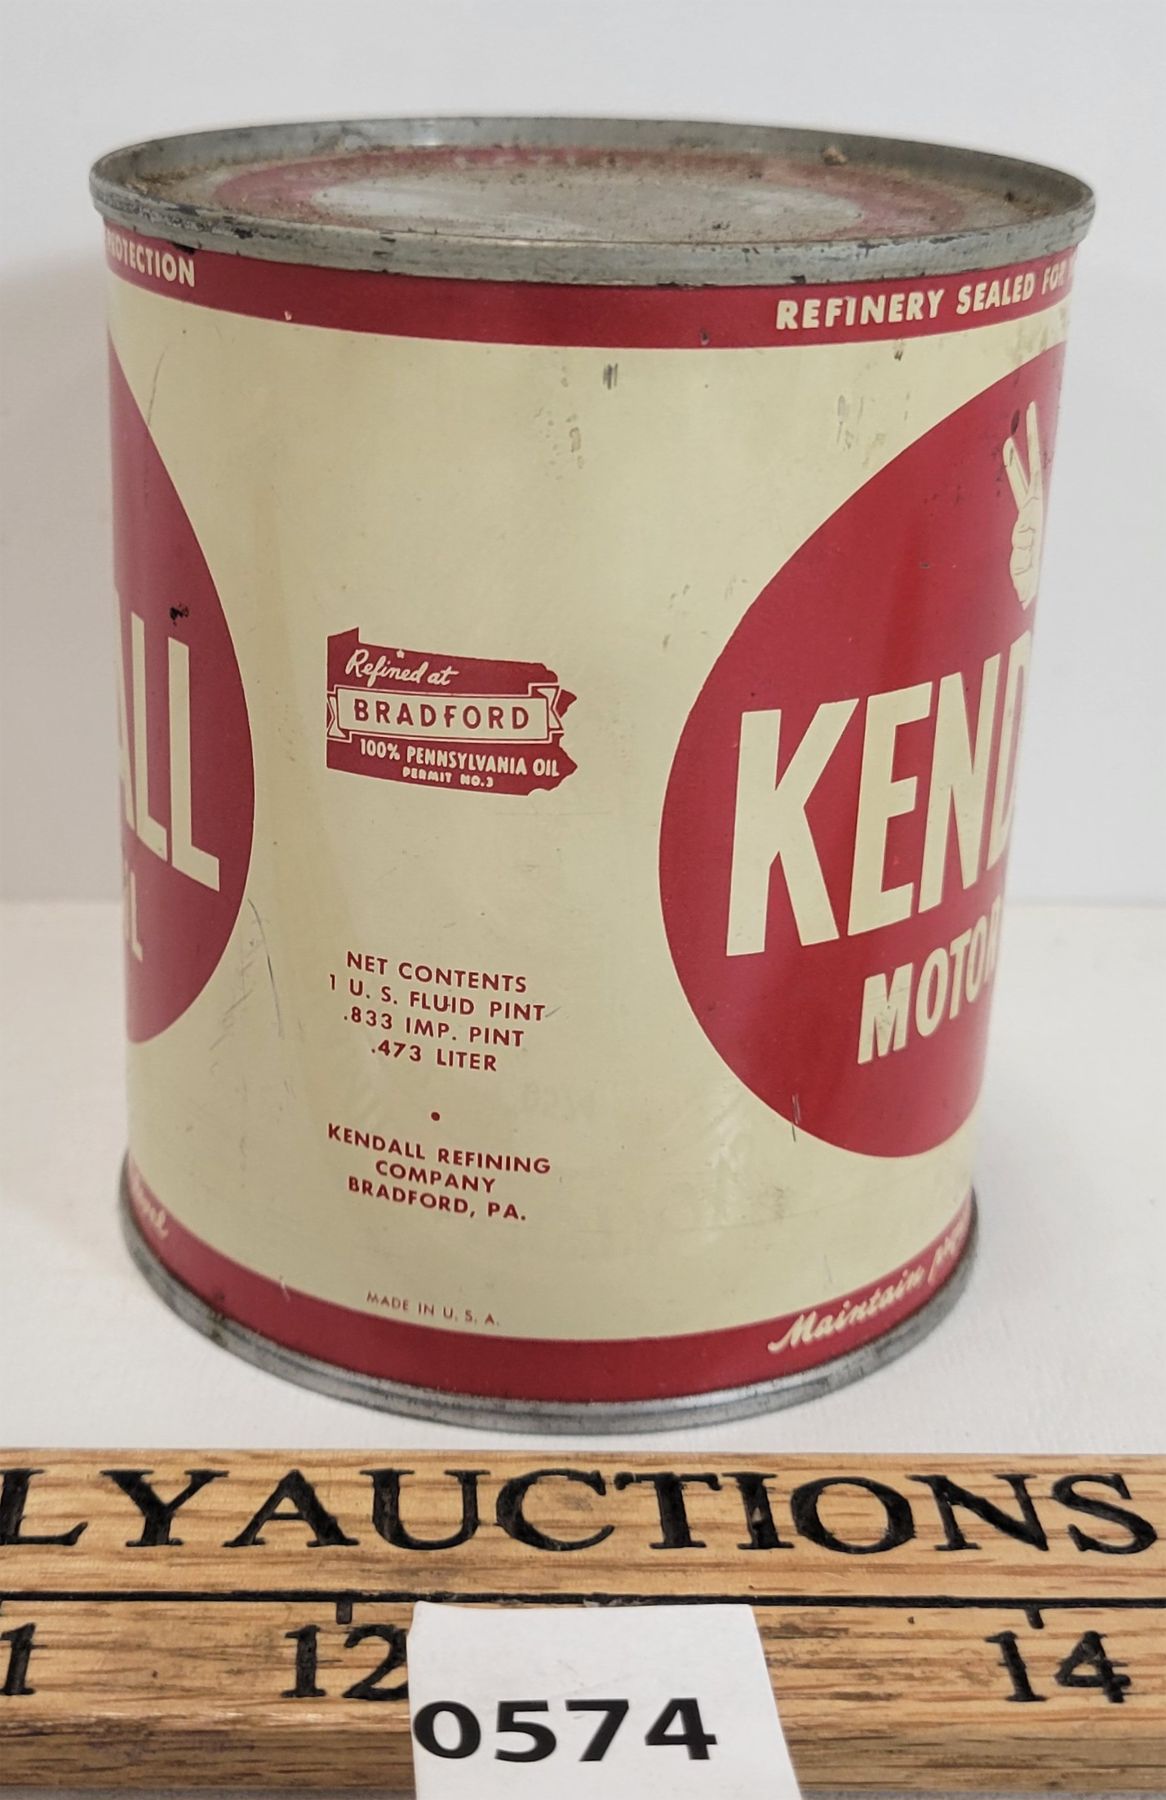 PROTECTION
REFINERY SEALED FOR
ALL
Refined at
BRADFORD
100% PENNSYLVANIA OIL
PERMIT NO.3
KEND
MOTOR
NET CONTENTS
1 U. S. FLUID PINT
.833 IMP. PINT
.473 LITER
•
KENDALL REFINING
COMPANY
BRADFORD, PA.
MADE IN U. S. A.
Maintain
LYAUCTIONS
1 12 14
0574